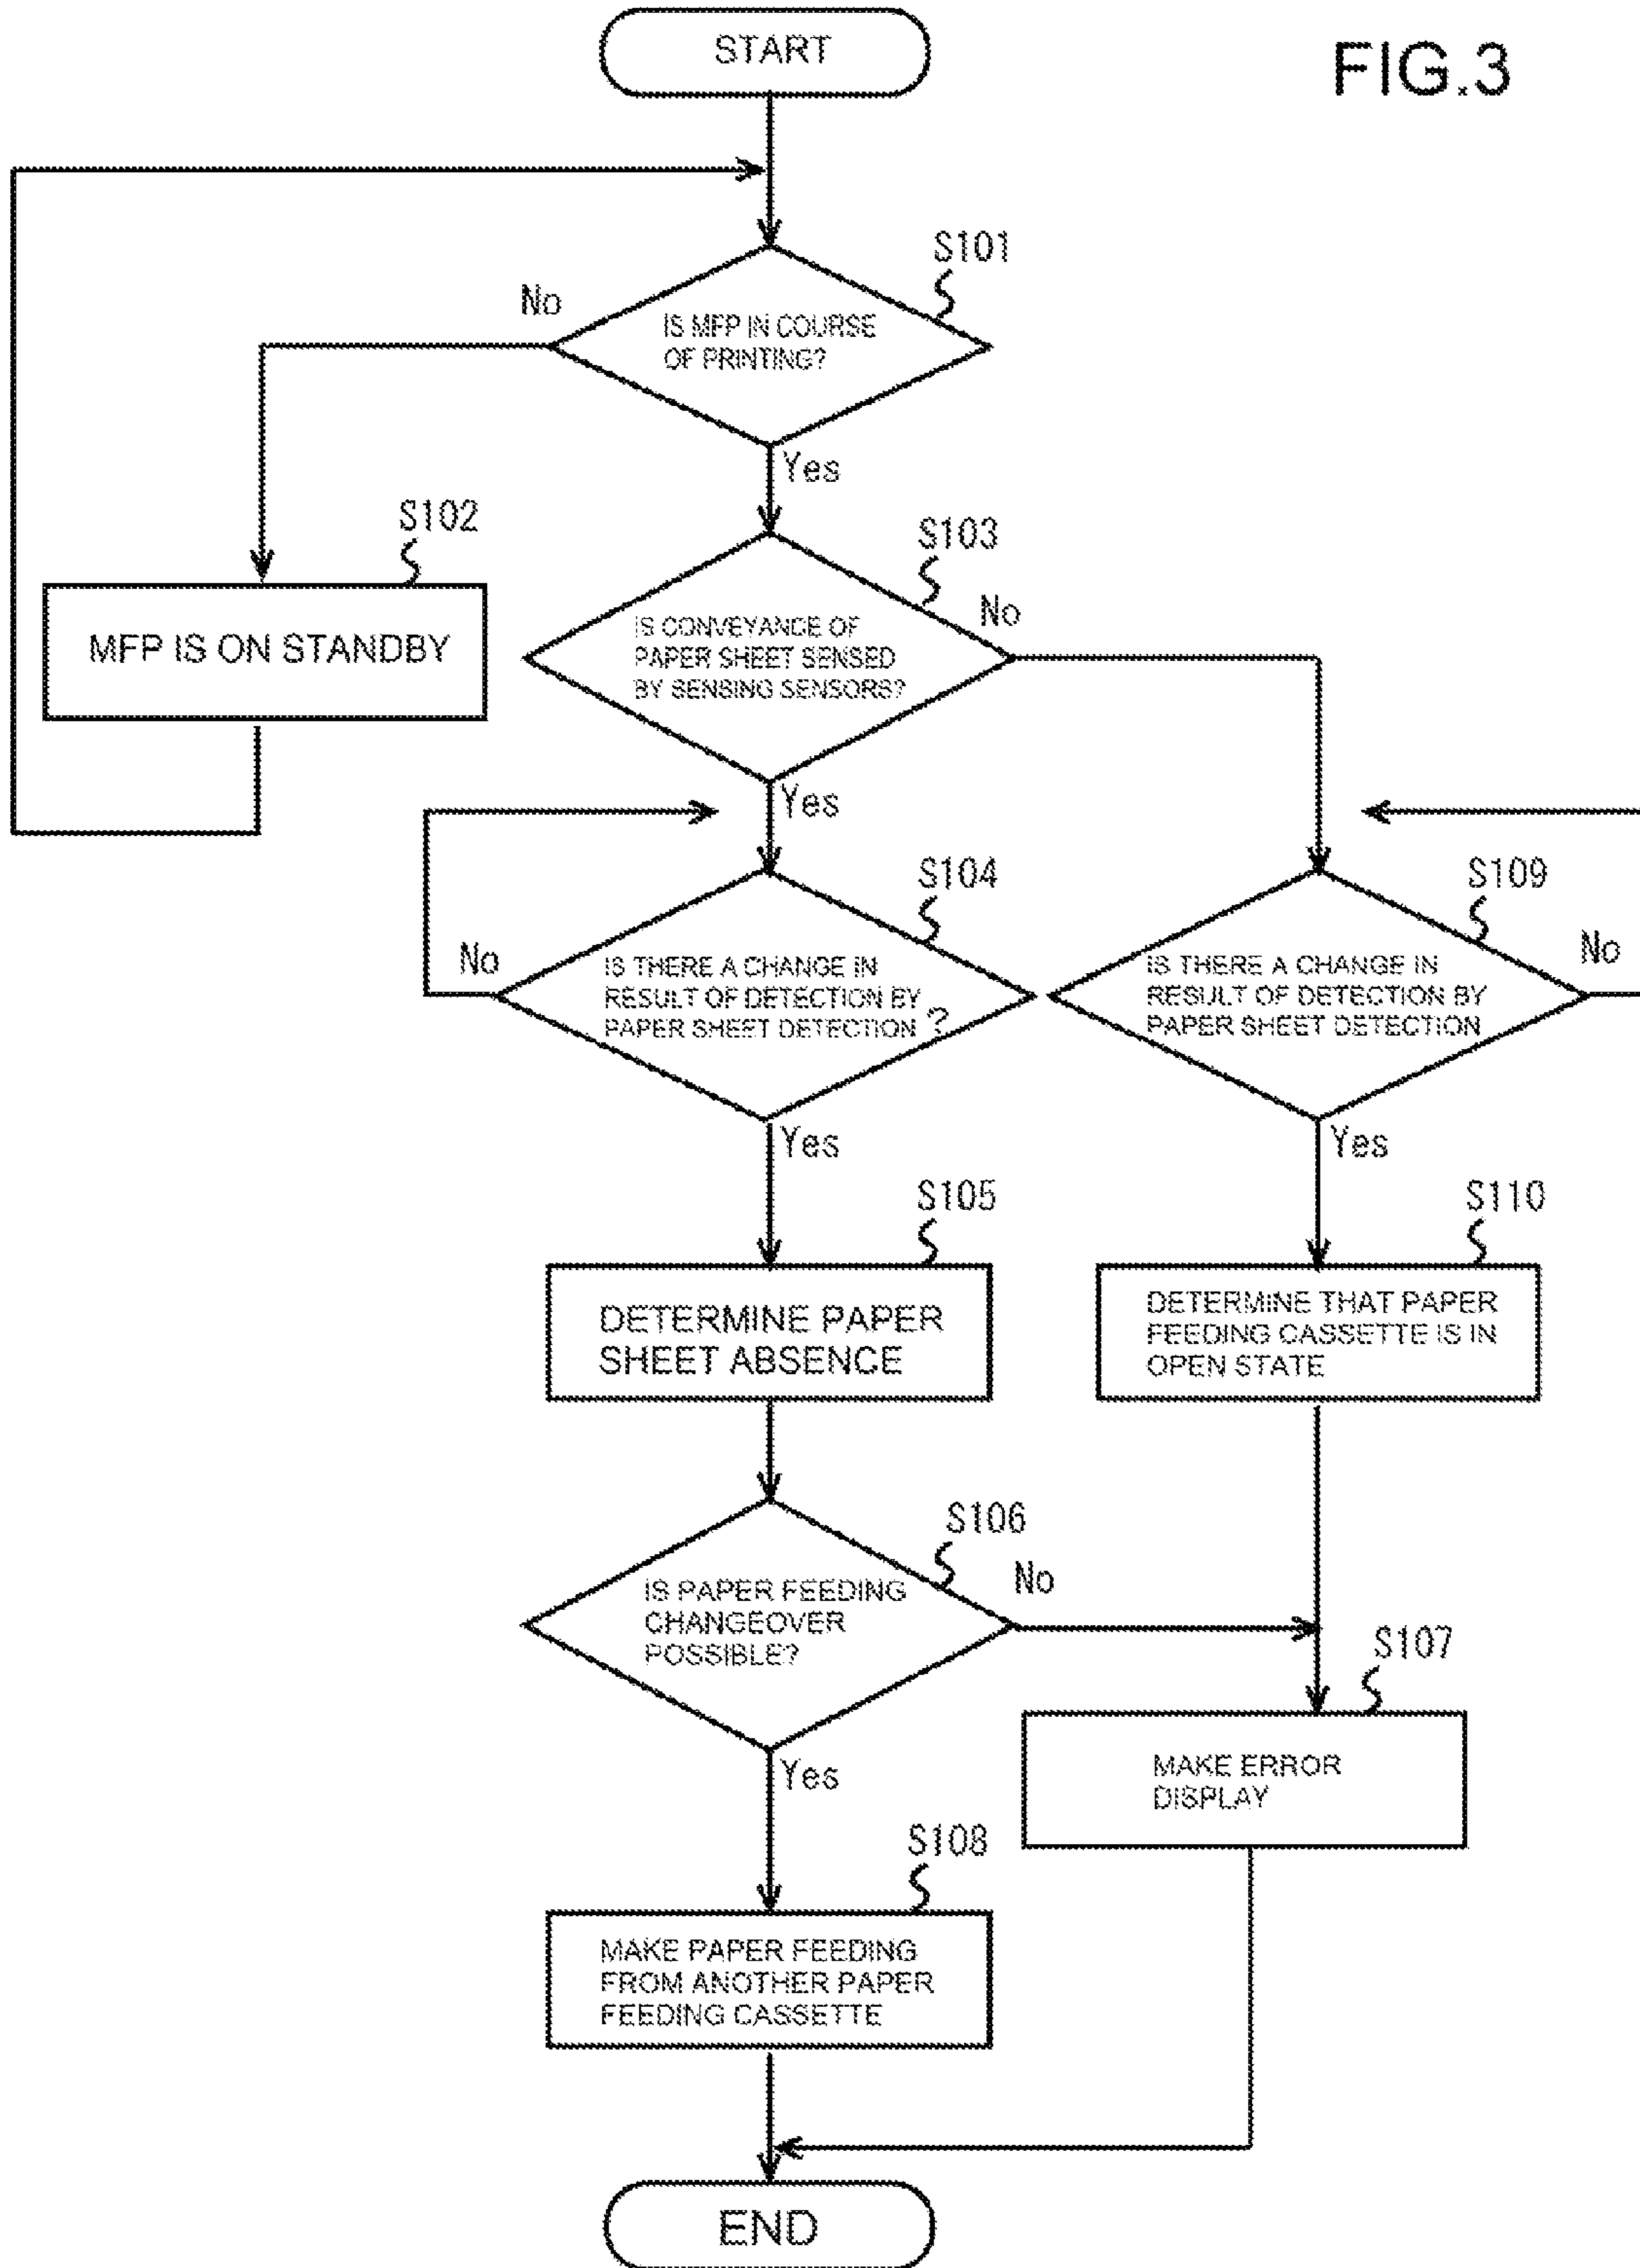 START
FIG.3
S101
No
IS MFP IN COURSE
OF PRINTING?
Yes
S102
MFP IS ON STANDBY
S103
No
IS CONVEYANCE OF
PAPER SHEET SENSED
BY SENSING SENSORS?
Yes
S104
No
IS THERE A CHANGE IN
RESULT OF DETECTION BY
PAPER SHEET DETECTION ?
Yes
S109
No
IS THERE A CHANGE IN
RESULT OF DETECTION BY
PAPER SHEET DETECTION
Yes
S105
DETERMINE PAPER
SHEET ABSENCE
S110
DETERMINE THAT PAPER
FEEDING CASSETTE IS IN
OPEN STATE
S106
No
IS PAPER FEEDING
CHANGEOVER
POSSIBLE?
Yes
S107
MAKE ERROR
DISPLAY
S108
MAKE PAPER FEEDING
FROM ANOTHER PAPER
FEEDING CASSETTE
END